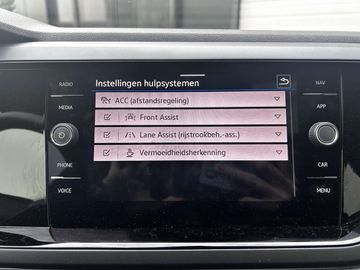 RADIO
MEDIA
PHONE
VOICE
Instellingen hulpsystemen
ACC (afstandsregeling)
Front Assist
Lane Assist (rijstrookbeh.-ass.)
Vermoeidheidsherkenning
NAV
APP
CAR
MENU